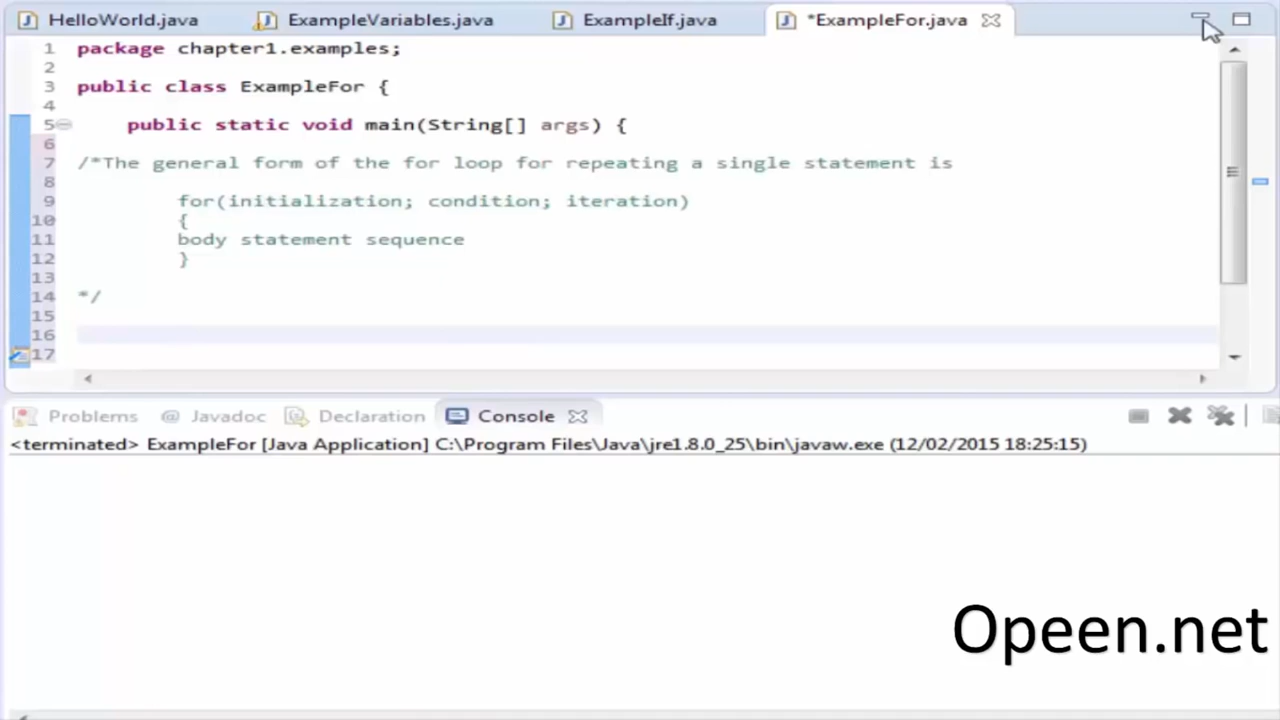 HelloWorld.java ExampleVariables.java ExampleIf.java *ExampleFor.java
1 package chapter1.examples;
2
3 public class ExampleFor {
4
5 public static void main(String[] args) {
6
7 /*The general form of the for loop for repeating a single statement is
8
9 for(initialization; condition; iteration)
10 {
11 body statement sequence
12 }
13
14 */
15
16
17
Problems @ Javadoc Declaration Console
<terminated> ExampleFor [Java Application] C:\Program Files\Java\jre1.8.0_25\bin\javaw.exe (12/02/2015 18:25:15)
Opeen.net